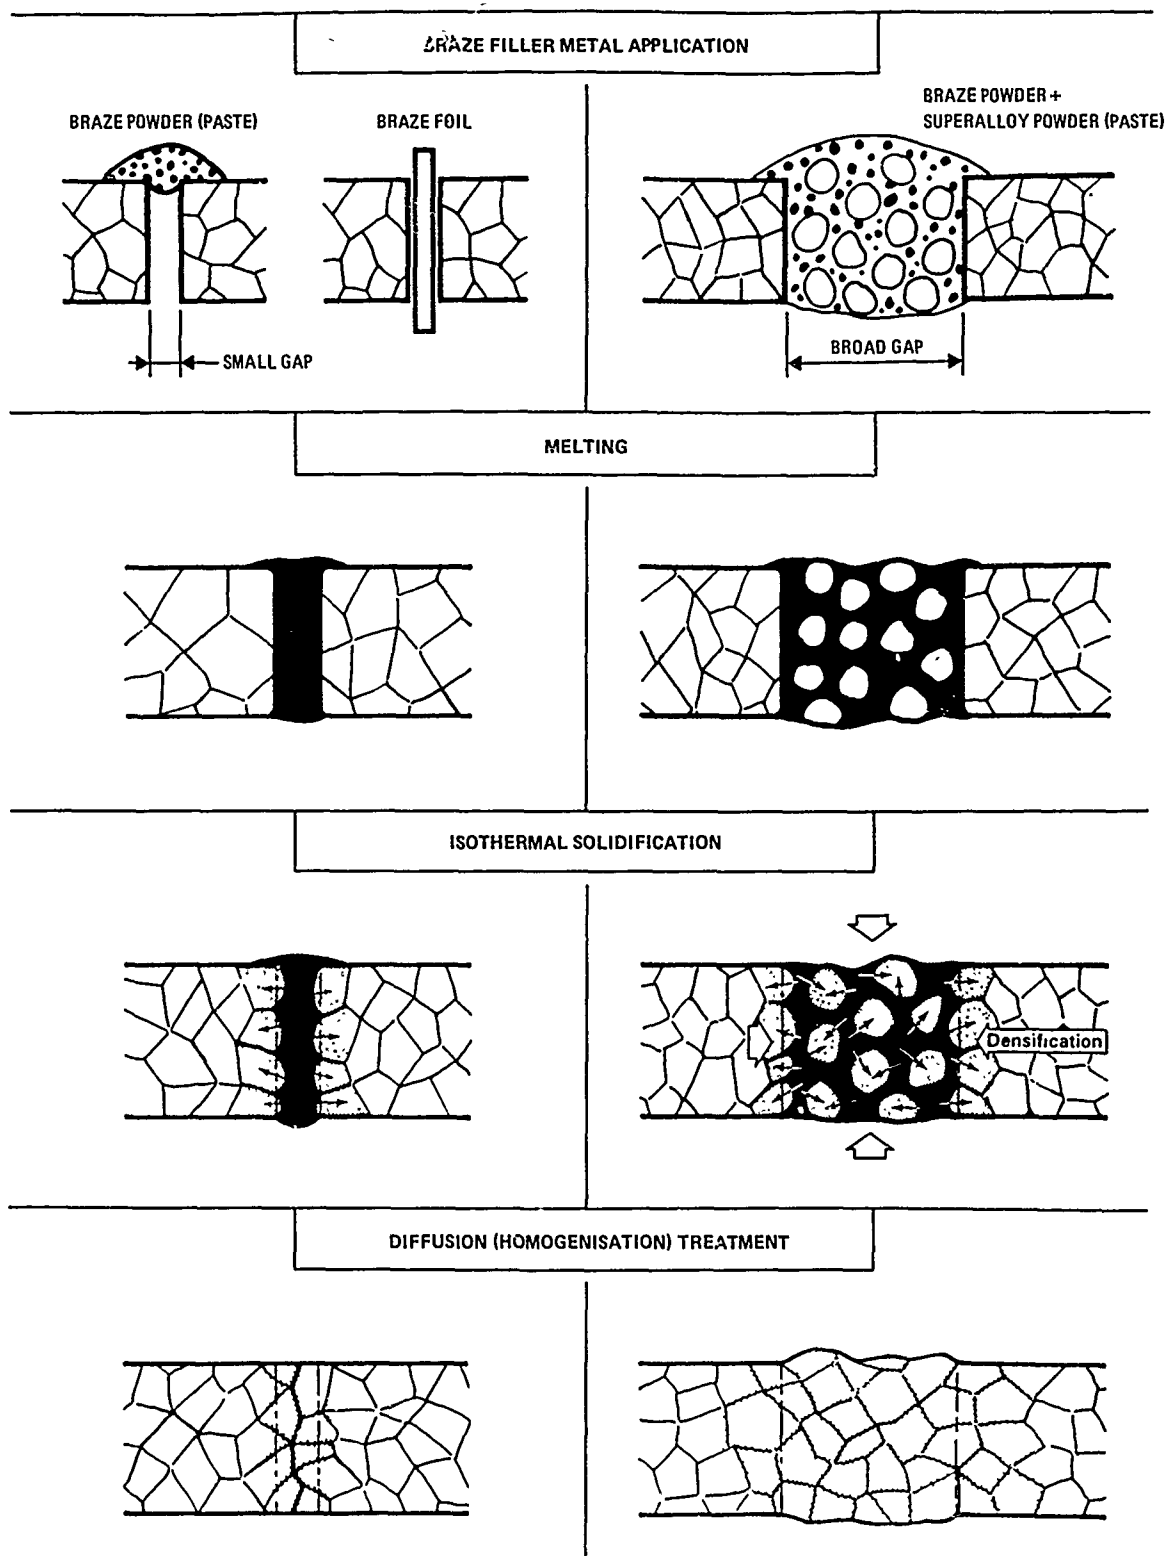 BRAZE FILLER METAL APPLICATION
BRAZE POWDER (PASTE)
BRAZE FOIL
BRAZE POWDER +
SUPERALLOY POWDER (PASTE)
SMALL GAP
BROAD GAP
MELTING
ISOTHERMAL SOLIDIFICATION
Densification
DIFFUSION (HOMOGENISATION) TREATMENT